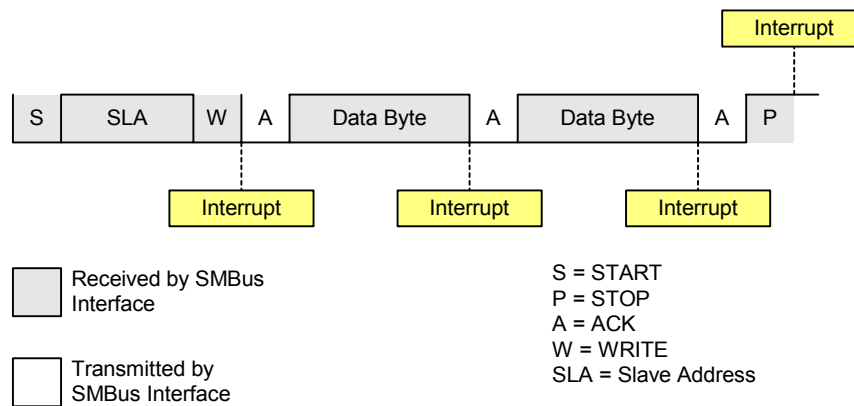 Interrupt
S SLA W A Data Byte A Data Byte A P
Interrupt Interrupt Interrupt
Received by SMBus
Interface
Transmitted by
SMBus Interface
S = START
P = STOP
A = ACK
W = WRITE
SLA = Slave Address